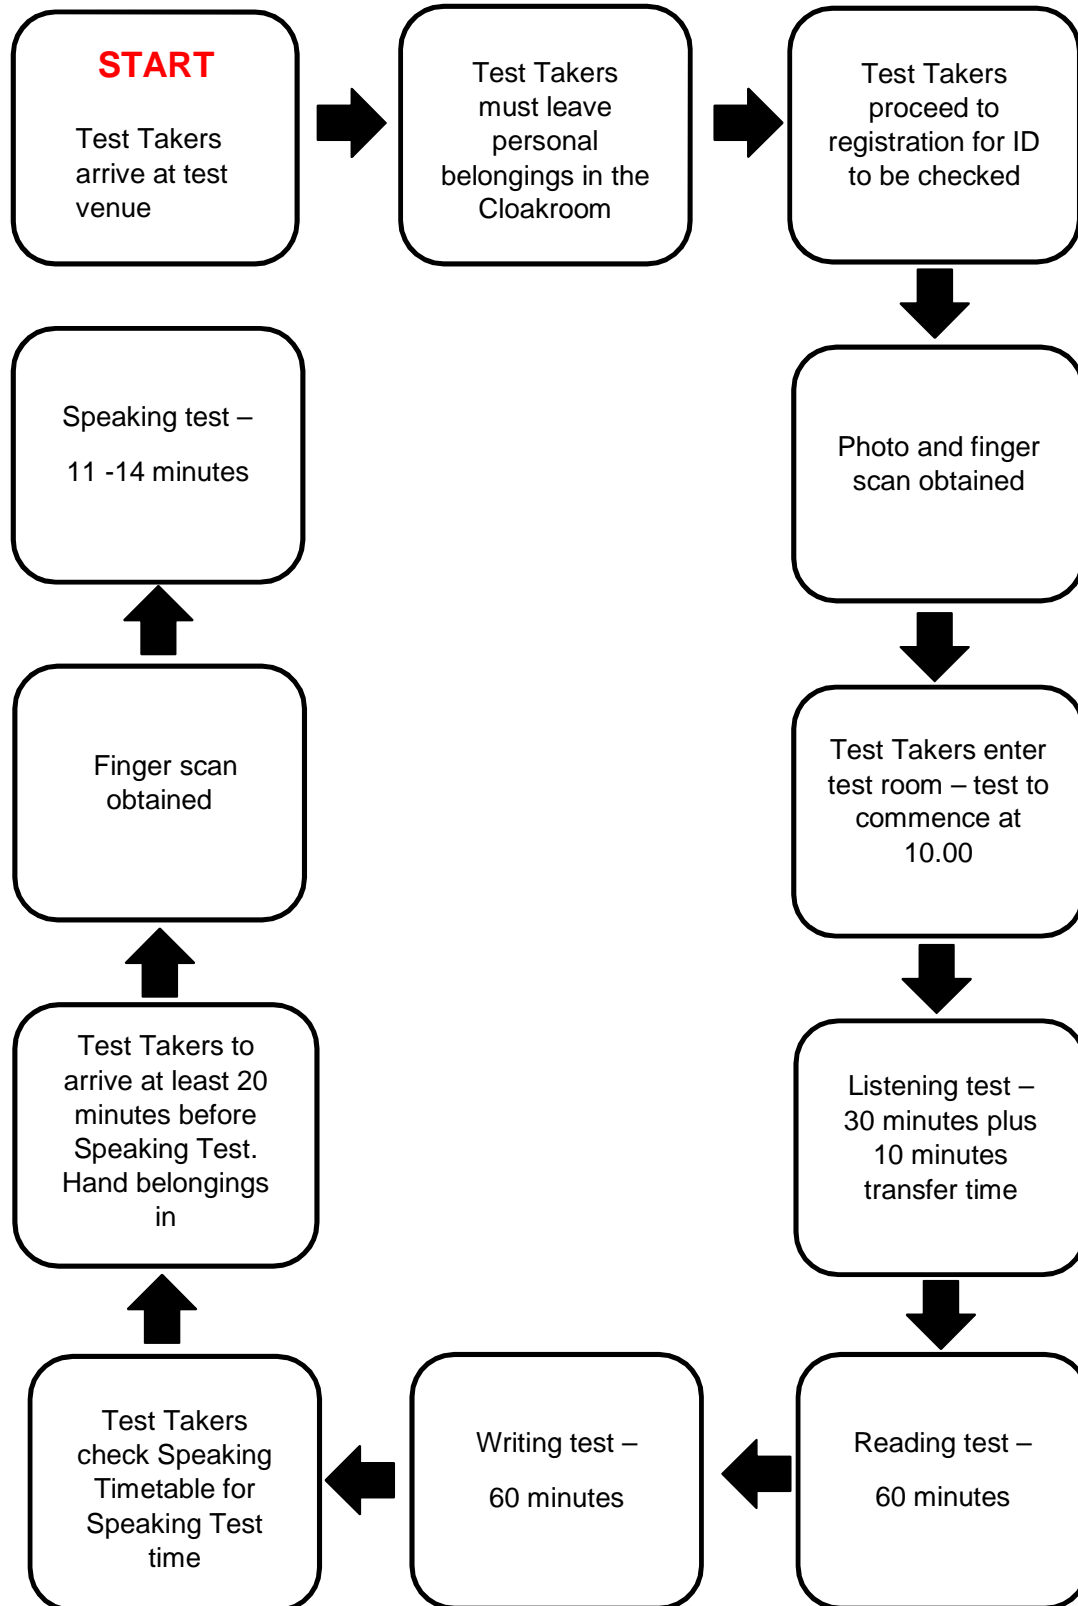 START
Test Takers
arrive at test
venue
Test Takers
must leave
personal
belongings in the
Cloakroom
Test Takers
proceed to
registration for ID
to be checked
Photo and finger
scan obtained
Test Takers enter
test room – test to
commence at
10.00
Listening test –
30 minutes plus
10 minutes
transfer time
Reading test –
60 minutes
Writing test –
60 minutes
Test Takers
check Speaking
Timetable for
Speaking Test
time
Test Takers to
arrive at least 20
minutes before
Speaking Test.
Hand belongings
in
Finger scan
obtained
Speaking test –
11 -14 minutes